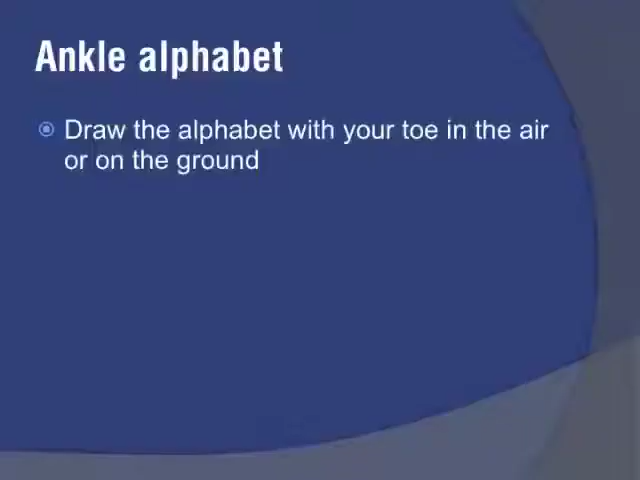 Ankle alphabet
Draw the alphabet with your toe in the air
or on the ground